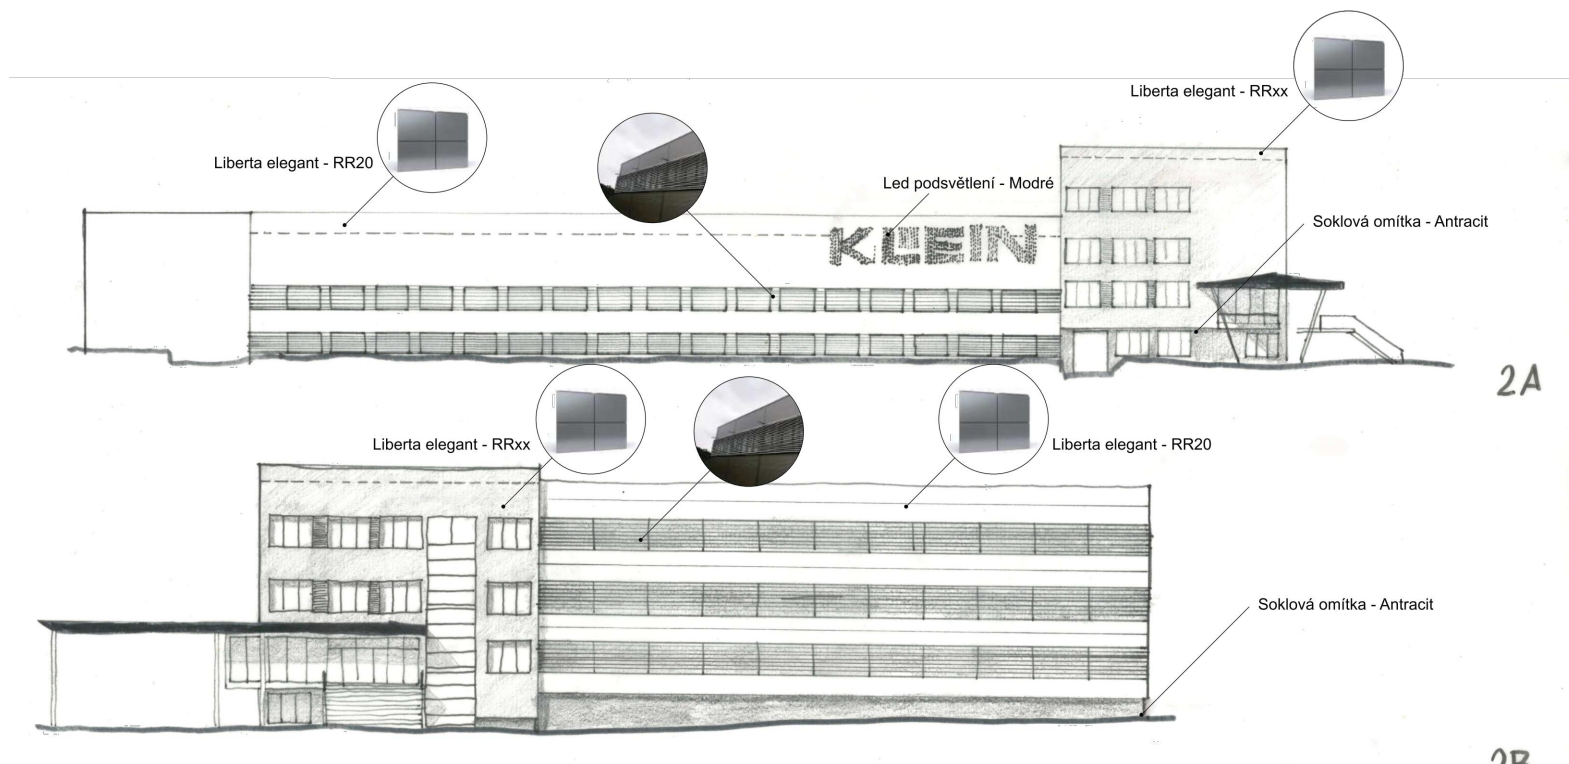 Liberta elegant - RRxx
Liberta elegant - RR20
Led podsvětlení - Modré
KLEIN
Soklová omítka - Antracit
2A
Liberta elegant - RRxx
Liberta elegant - RR20
Soklová omítka - Antracit
2B